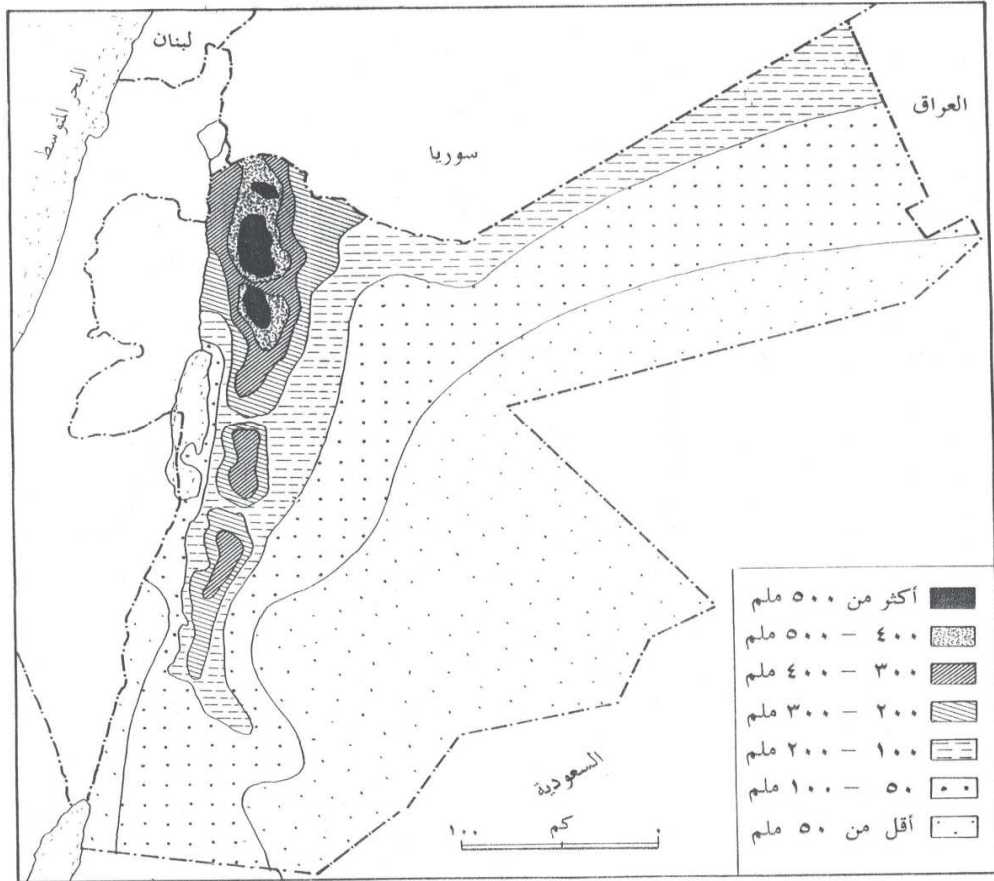 لبنان
البحر المتوسط
سوريا
العراق
السعودية
كم
١٠٠ ٠
أكثر من ٥٠٠ ملم
٤٠٠ - ٥٠٠ ملم
٣٠٠ - ٤٠٠ ملم
٢٠٠ - ٣٠٠ ملم
١٠٠ - ٢٠٠ ملم
٥٠ - ١٠٠ ملم
أقل من ٥٠ ملم